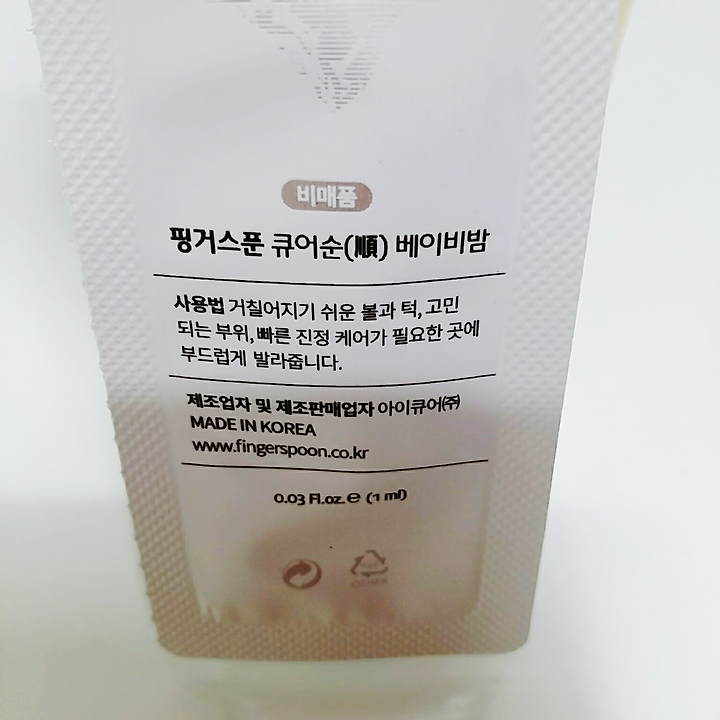 비매품
핑거스푼 큐어순(順) 베이비밤
사용법 거칠어지기 쉬운 볼과 턱, 고민
되는 부위, 빠른 진정 케어가 필요한 곳에
부드럽게 발라줍니다.
제조업자 및 제조판매업자 아이큐어㈜
MADE IN KOREA
www.fingerspoon.co.kr
0.03 Fl.oz. ℮ (1 ml)
OTHER